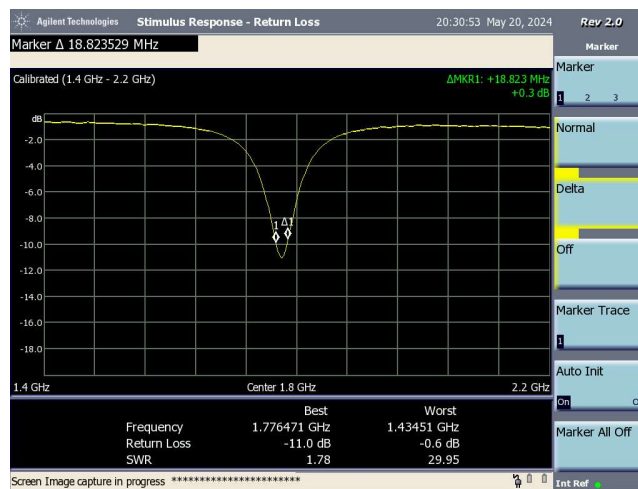 Agilent Technologies Stimulus Response - Return Loss 20:30:53 May 20, 2024 Rev 2.0
Marker Δ 18.823529 MHz
Marker
Calibrated (1.4 GHz - 2.2 GHz)
ΔMKR1: +18.823 MHz
+0.3 dB
Marker
1 2 3
Normal
Delta
Off
Marker Trace
1
Auto Init
On O
Marker All Off
Int Ref
dB
-2.0
-4.0
-6.0
-8.0
1 Δ1
-10.0
-12.0
-14.0
-16.0
-18.0
1.4 GHz Center 1.8 GHz 2.2 GHz
Best Worst
Frequency 1.776471 GHz 1.43451 GHz
Return Loss -11.0 dB -0.6 dB
SWR 1.78 29.95
Screen Image capture in progress ***********************